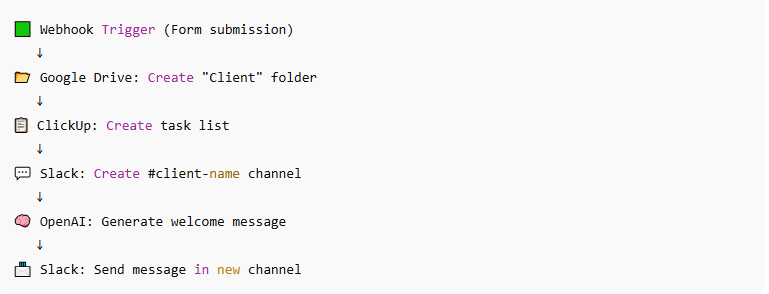 Webhook Trigger (Form submission)
↓
Google Drive: Create "Client" folder
↓
ClickUp: Create task list
↓
Slack: Create #client-name channel
↓
OpenAI: Generate welcome message
↓
Slack: Send message in new channel